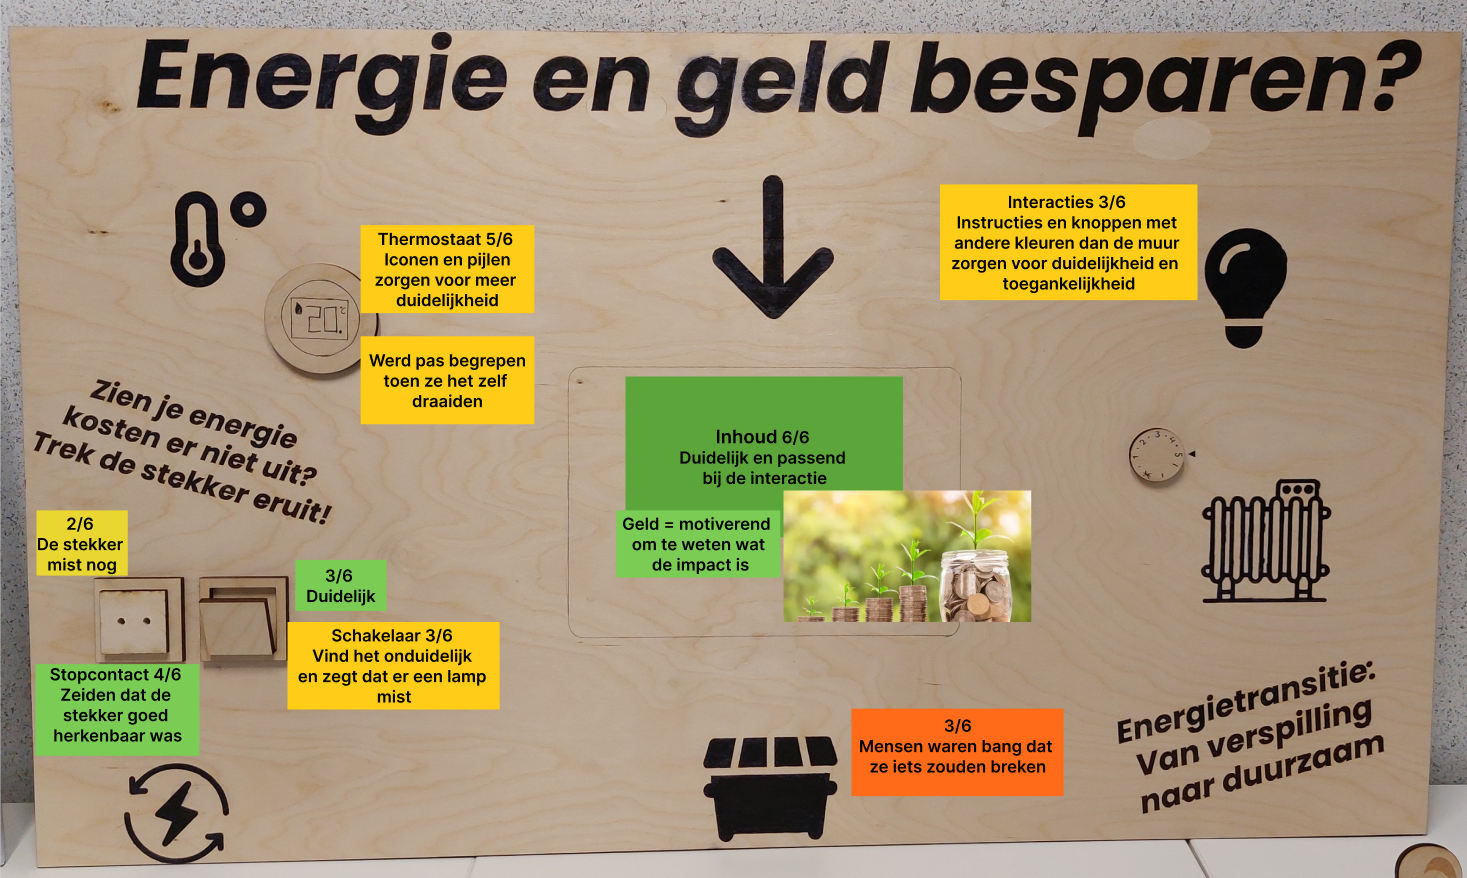 Energie en geld besparen?
Thermostaat 5/6
Iconen en pijlen
zorgen voor meer
duidelijkheid
Interacties 3/6
Instructies en knoppen met
andere kleuren dan de muur
zorgen voor duidelijkheid en
toegankelijkheid
20.°C
Werd pas begrepen
toen ze het zelf
draaiden
Zien je energie
kosten er niet uit?
Trek de stekker eruit!
Inhoud 6/6
Duidelijk en passend
bij de interactie
Geld = motiverend
om te weten wat
de impact is
1 2 3 4 5
2/6
De stekker
mist nog
3/6
Duidelijk
Schakelaar 3/6
Vind het onduidelijk
en zegt dat er een lamp
mist
Stopcontact 4/6
Zeiden dat de
stekker goed
herkenbaar was
3/6
Mensen waren bang dat
ze iets zouden breken
Energietransitie:
Van verspilling
naar duurzaam